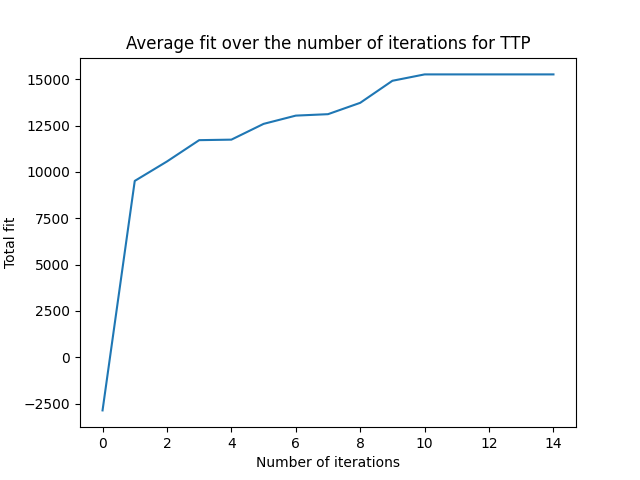 Average fit over the number of iterations for TTP
15000
12500
10000
7500
5000
2500
0
−2500
Total fit
0 2 4 6 8 10 12 14
Number of iterations